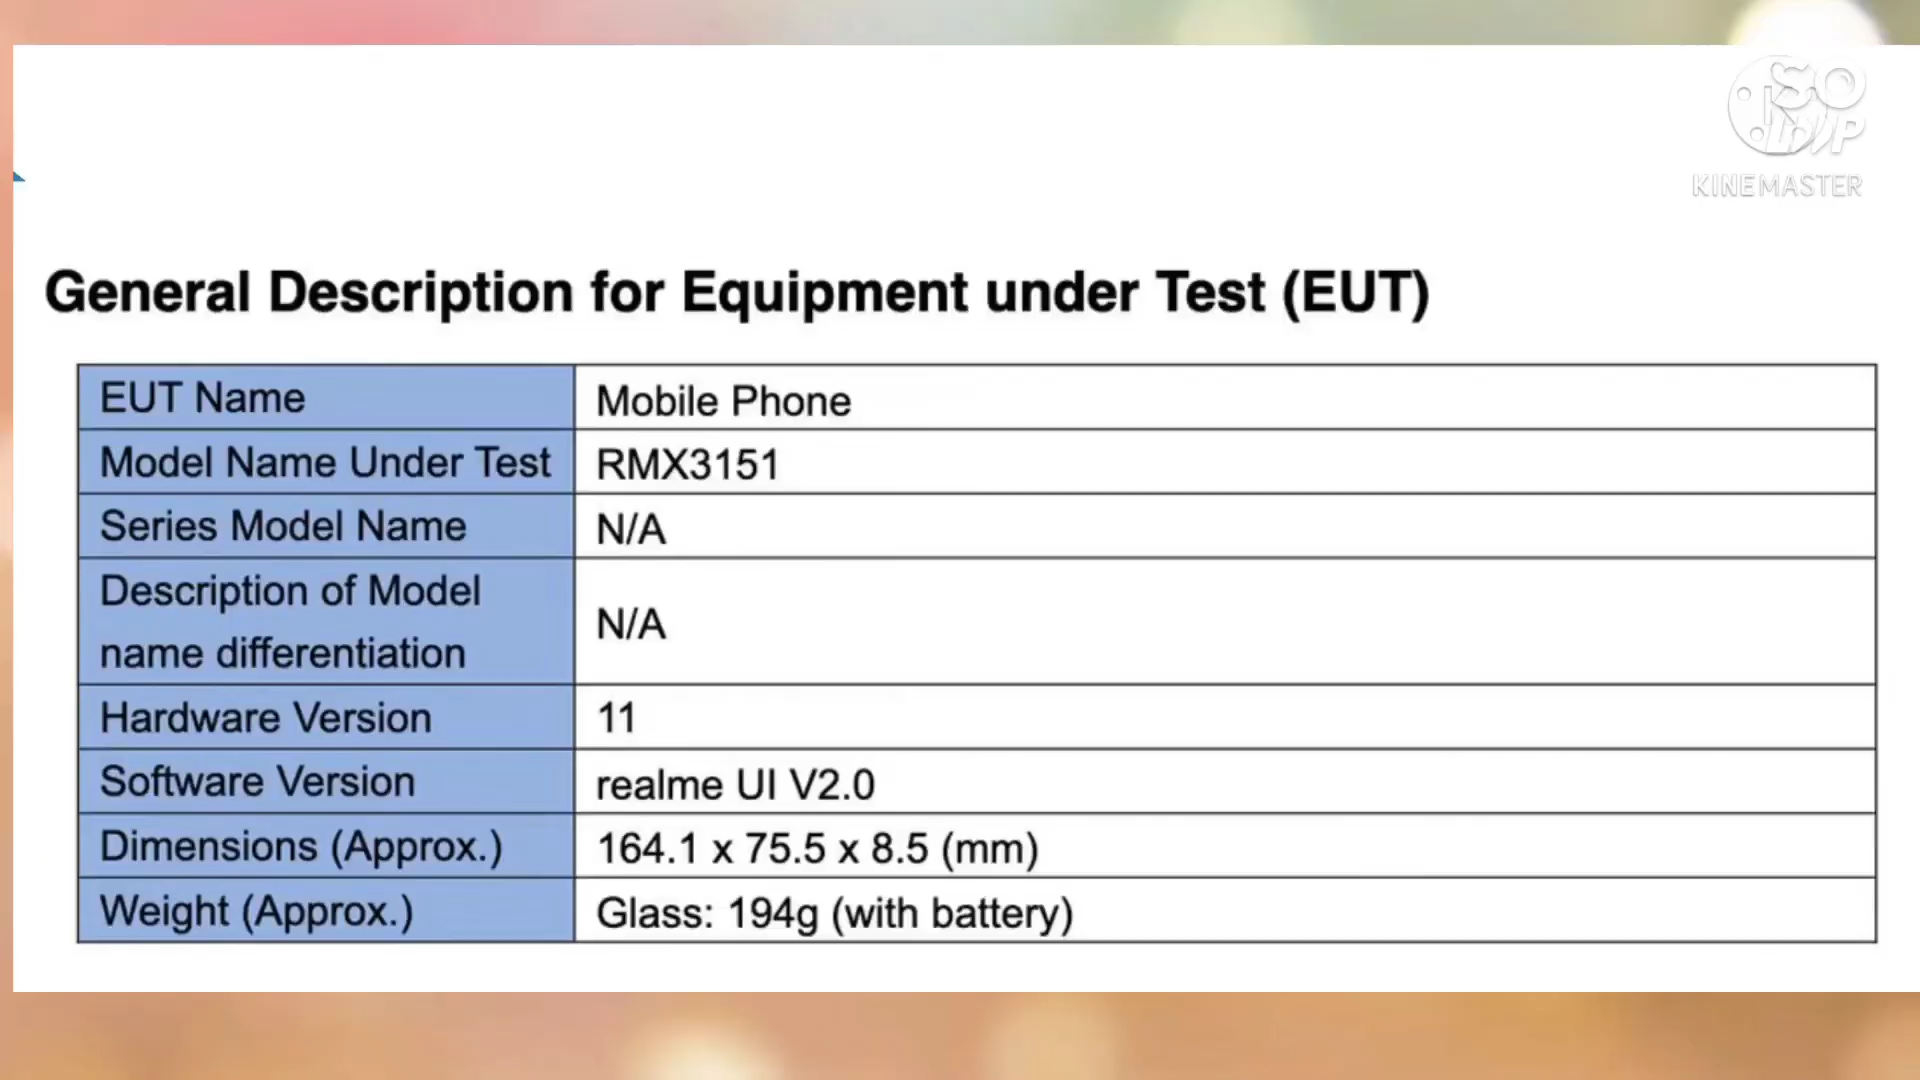 KINEMASTER
General Description for Equipment under Test (EUT)
EUT Name
Mobile Phone
Model Name Under Test
RMX3151
Series Model Name
N/A
Description of Model
name differentiation
N/A
Hardware Version
11
Software Version
realme UI V2.0
Dimensions (Approx.)
164.1 x 75.5 x 8.5 (mm)
Weight (Approx.)
Glass: 194g (with battery)